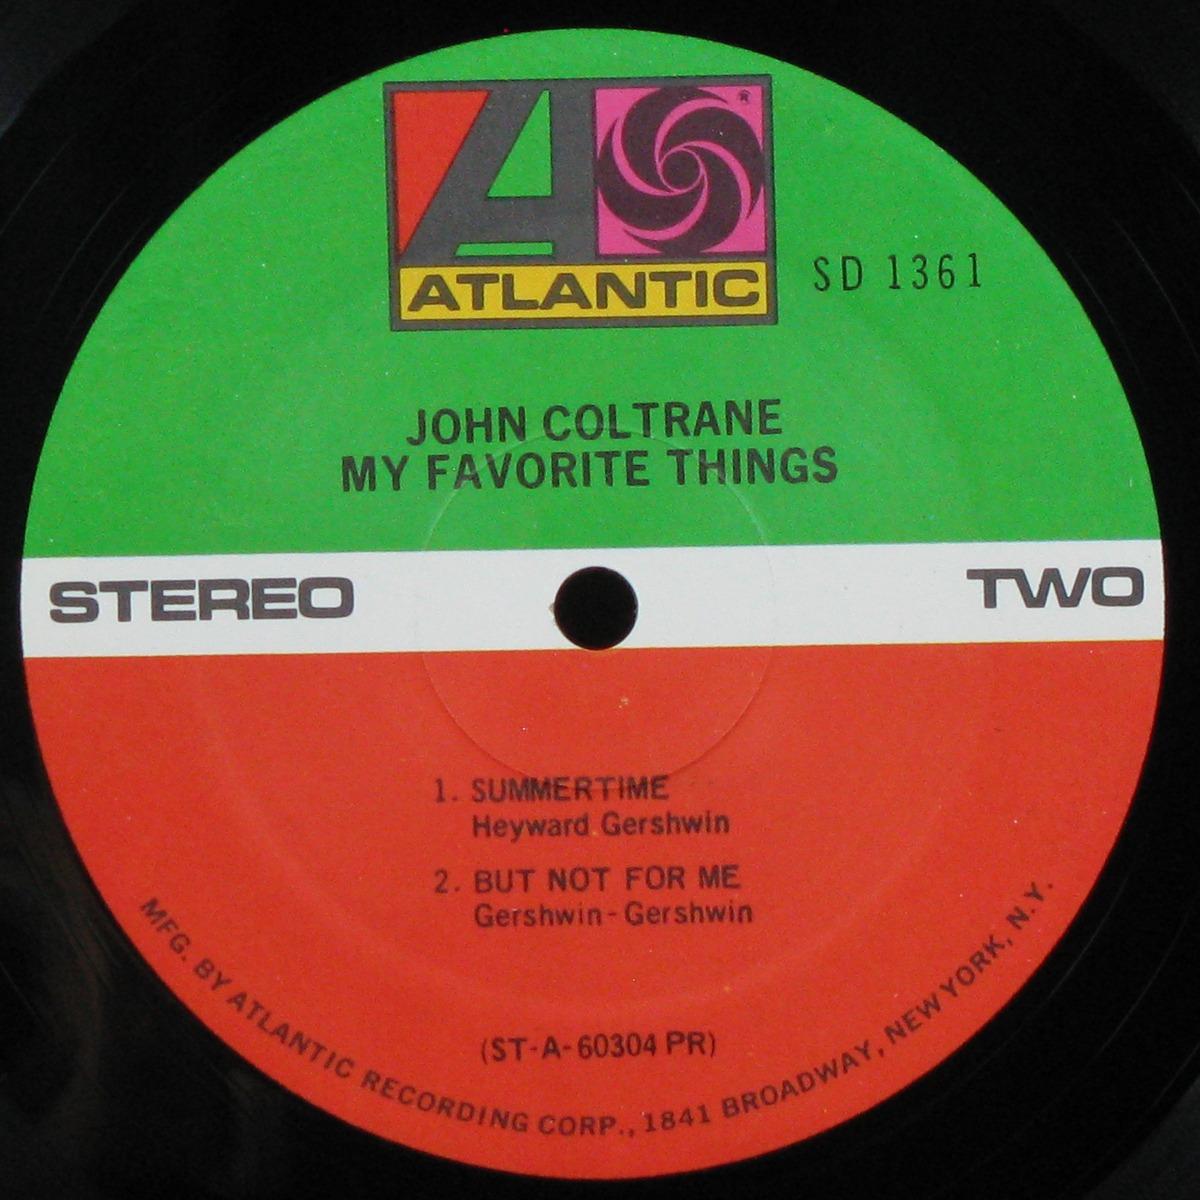 A
®
ATLANTIC
SD 1361
JOHN COLTRANE
MY FAVORITE THINGS
STEREO
TWO
1. SUMMERTIME
Heyward Gershwin
2. BUT NOT FOR ME
Gershwin-Gershwin
(ST-A-60304 PR)
MFG. BY ATLANTIC RECORDING CORP., 1841 BROADWAY, NEW YORK, N.Y.